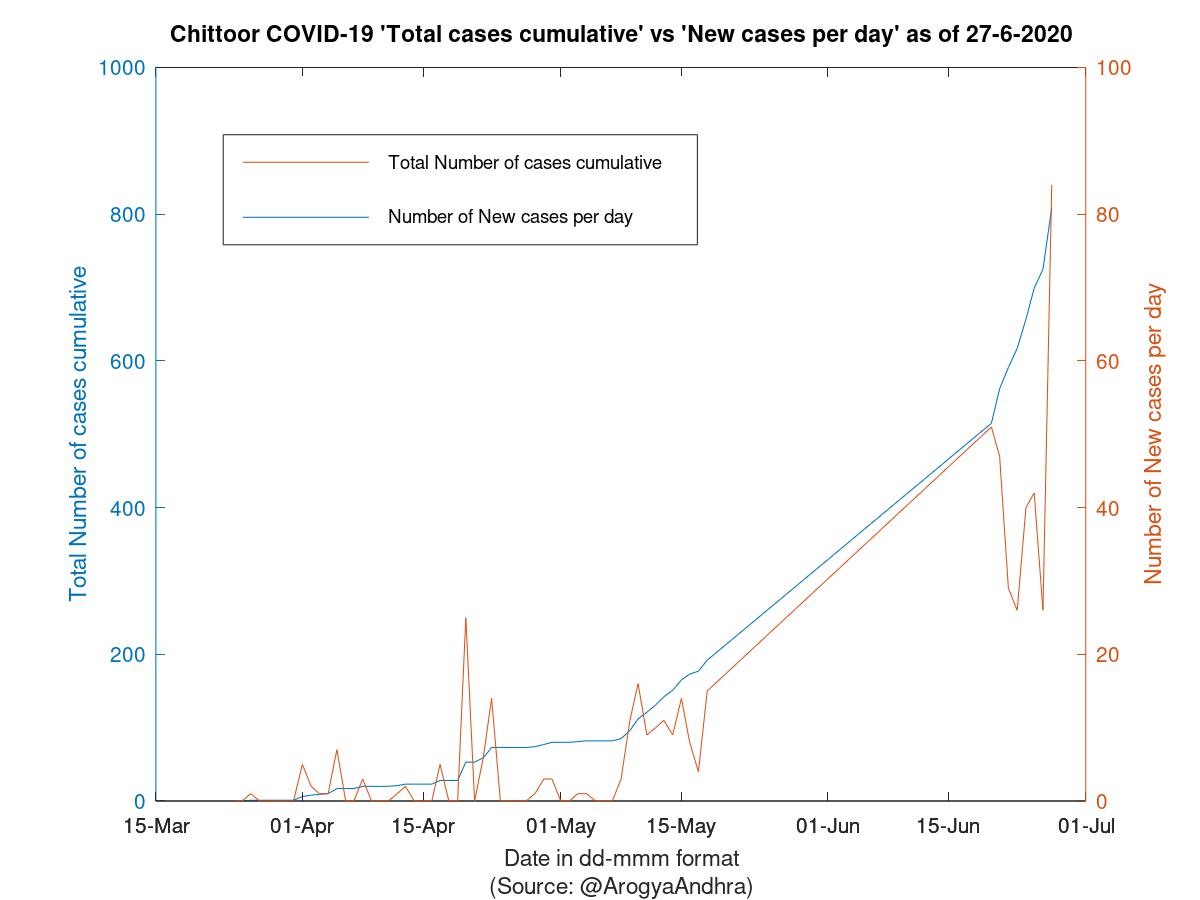 Chittoor COVID-19 'Total cases cumulative' vs 'New cases per day' as of 27-6-2020
1000
800
600
400
200
0
Total Number of cases cumulative
100
80
60
40
20
0
Number of New cases per day
Total Number of cases cumulative
Number of New cases per day
15-Mar 01-Apr 15-Apr 01-May 15-May 01-Jun 15-Jun 01-Jul
Date in dd-mmm format
(Source: @ArogyaAndhra)